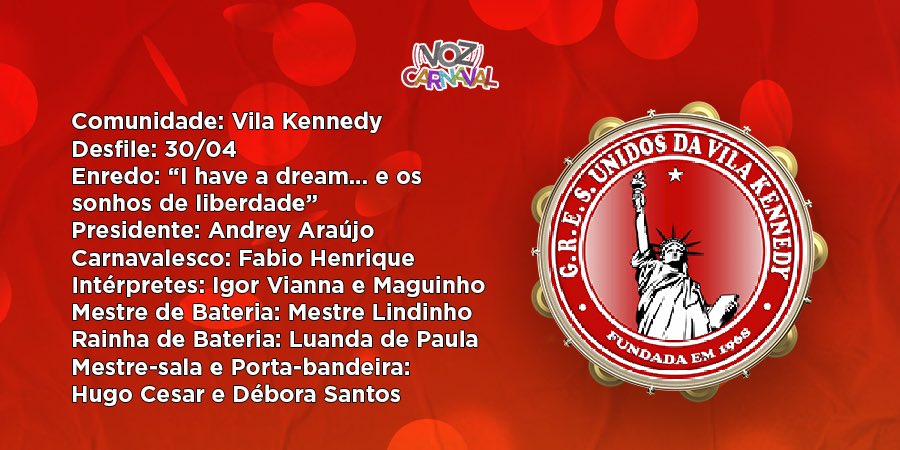 VOZ
CARNAVAL
Comunidade: Vila Kennedy
Desfile: 30/04
Enredo: “I have a dream... e os
sonhos de liberdade”
Presidente: Andrey Araújo
Carnavalesco: Fabio Henrique
Intérpretes: Igor Vianna e Maguinho
Mestre de Bateria: Mestre Lindinho
Rainha de Bateria: Luanda de Paula
Mestre-sala e Porta-bandeira:
Hugo Cesar e Débora Santos
G. R. E. S. UNIDOS DA VILA KENNEDY
FUNDADA EM 1968